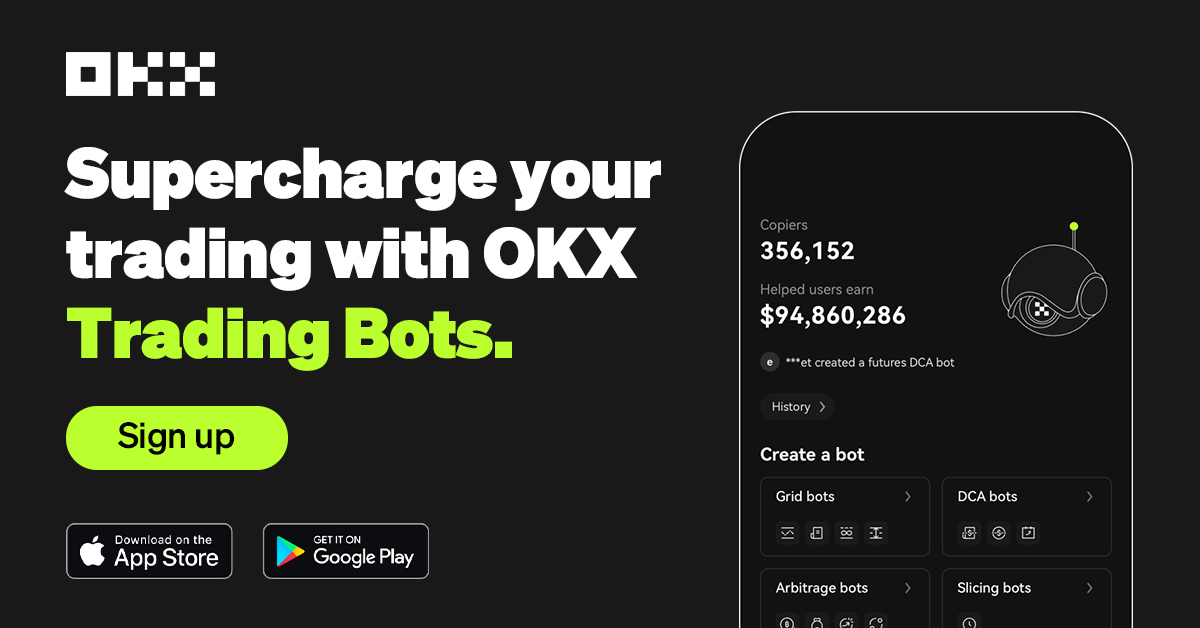 OKX
Supercharge your
trading with OKX
Trading Bots.
Sign up
Download on the
App Store
GET IT ON
Google Play
Copiers
356,152
Helped users earn
$94,860,286
e ***et created a futures DCA bot
History
Create a bot
Grid bots
DCA bots
Arbitrage bots
Slicing bots